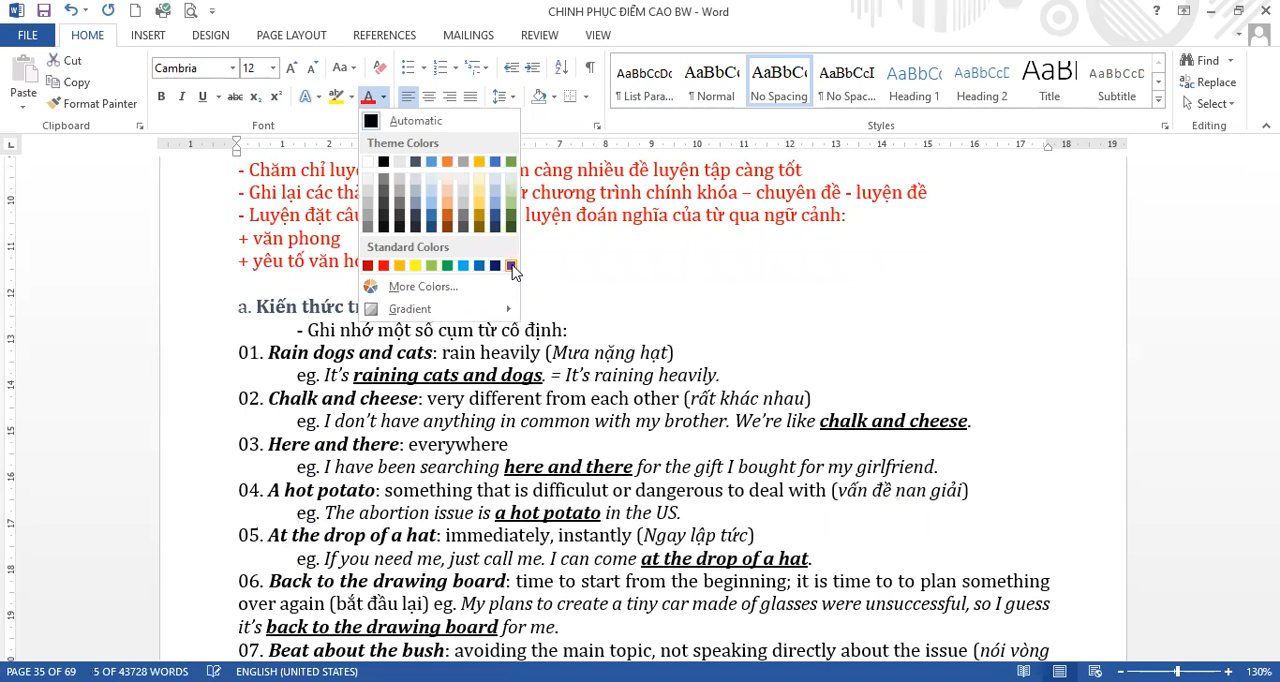 CHINH PHỤC ĐIỂM CAO BW - Word
FILE HOME INSERT DESIGN PAGE LAYOUT REFERENCES MAILINGS REVIEW VIEW
Paste
Cut
Copy
Format Painter
Clipboard
Cambria 12
Font
AaBbCcDc AaBbC AaBbC AaBbCcI AaBbCc AaBbCcD AaBl AaBbCcD
¶ List Para... ¶ Normal No Spacing ¶ No Spac... Heading 1 Heading 2 Title Subtitle
Styles
Find
Replace
Select
Editing
Automatic
Theme Colors
Standard Colors
More Colors...
Gradient
- Chăm chỉ luyệ m càng nhiều đề luyện tập càng tốt
- Ghi lại các thà ừ chương trình chính khóa – chuyên đề - luyện đề
- Luyện đặt câu luyện đoán nghĩa của từ qua ngữ cảnh:
+ văn phong
+ yêu tố văn hó
a. Kiến thức tr
- Ghi nhớ một số cụm từ cố định:
01. Rain dogs and cats: rain heavily (Mưa nặng hạt)
eg. It's raining cats and dogs. = It's raining heavily.
02. Chalk and cheese: very different from each other (rất khác nhau)
eg. I don't have anything in common with my brother. We're like chalk and cheese.
03. Here and there: everywhere
eg. I have been searching here and there for the gift I bought for my girlfriend.
04. A hot potato: something that is difficulut or dangerous to deal with (vấn đề nan giải)
eg. The abortion issue is a hot potato in the US.
05. At the drop of a hat: immediately, instantly (Ngay lập tức)
eg. If you need me, just call me. I can come at the drop of a hat.
06. Back to the drawing board: time to start from the beginning; it is time to to plan something
over again (bắt đầu lại) eg. My plans to create a tiny car made of glasses were unsuccessful, so I guess
it's back to the drawing board for me.
07. Beat about the bush: avoiding the main topic, not speaking directly about the issue (nói vòng
PAGE 35 OF 69 5 OF 43728 WORDS ENGLISH (UNITED STATES) 130%